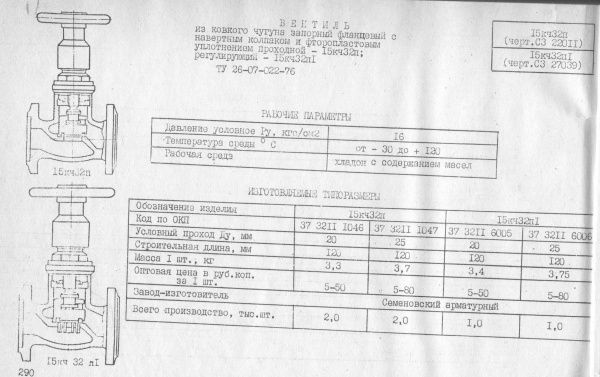 ВЕНТИЛЬ
из ковкого чугуна запорный фланцевый с
навертным колпаком и фторопластовым
уплотнением проходной - 15кч32п;
регулирующий - 15кч32пI
ТУ 26-07-022-76
15кч32п
(черт.СЗ 22011)
15кч32пI
(черт.СЗ 27039)
РАБОЧИЕ ПАРАМЕТРЫ
Давление условное Ру, кгс/см2 16
Температура среды °С от - 30 до + 130
Рабочая среда хладон с содержанием масел
15кч32п
ИЗГОТОВЛЯЕМЫЕ ТИПОРАЗМЕРЫ
Обозначение изделия 15кч32п 15кч32пI
Код по ОКП 37 3211 1046 37 3211 1047 37 3211 6005 37 3211 6006
Условный проход Ду, мм 20 25 20 25
Строительная длина, мм 120 120 120 120
Масса 1 шт., кг 3,3 3,7 3,4 3,75
Оптовая цена в руб.коп.
за 1 шт. 5-50 5-80 5-50 5-80
Завод-изготовитель Семеновский арматурный
Всего производство, тыс.шт. 2,0 2,0 1,0 1,0
15кч 32 пI
290